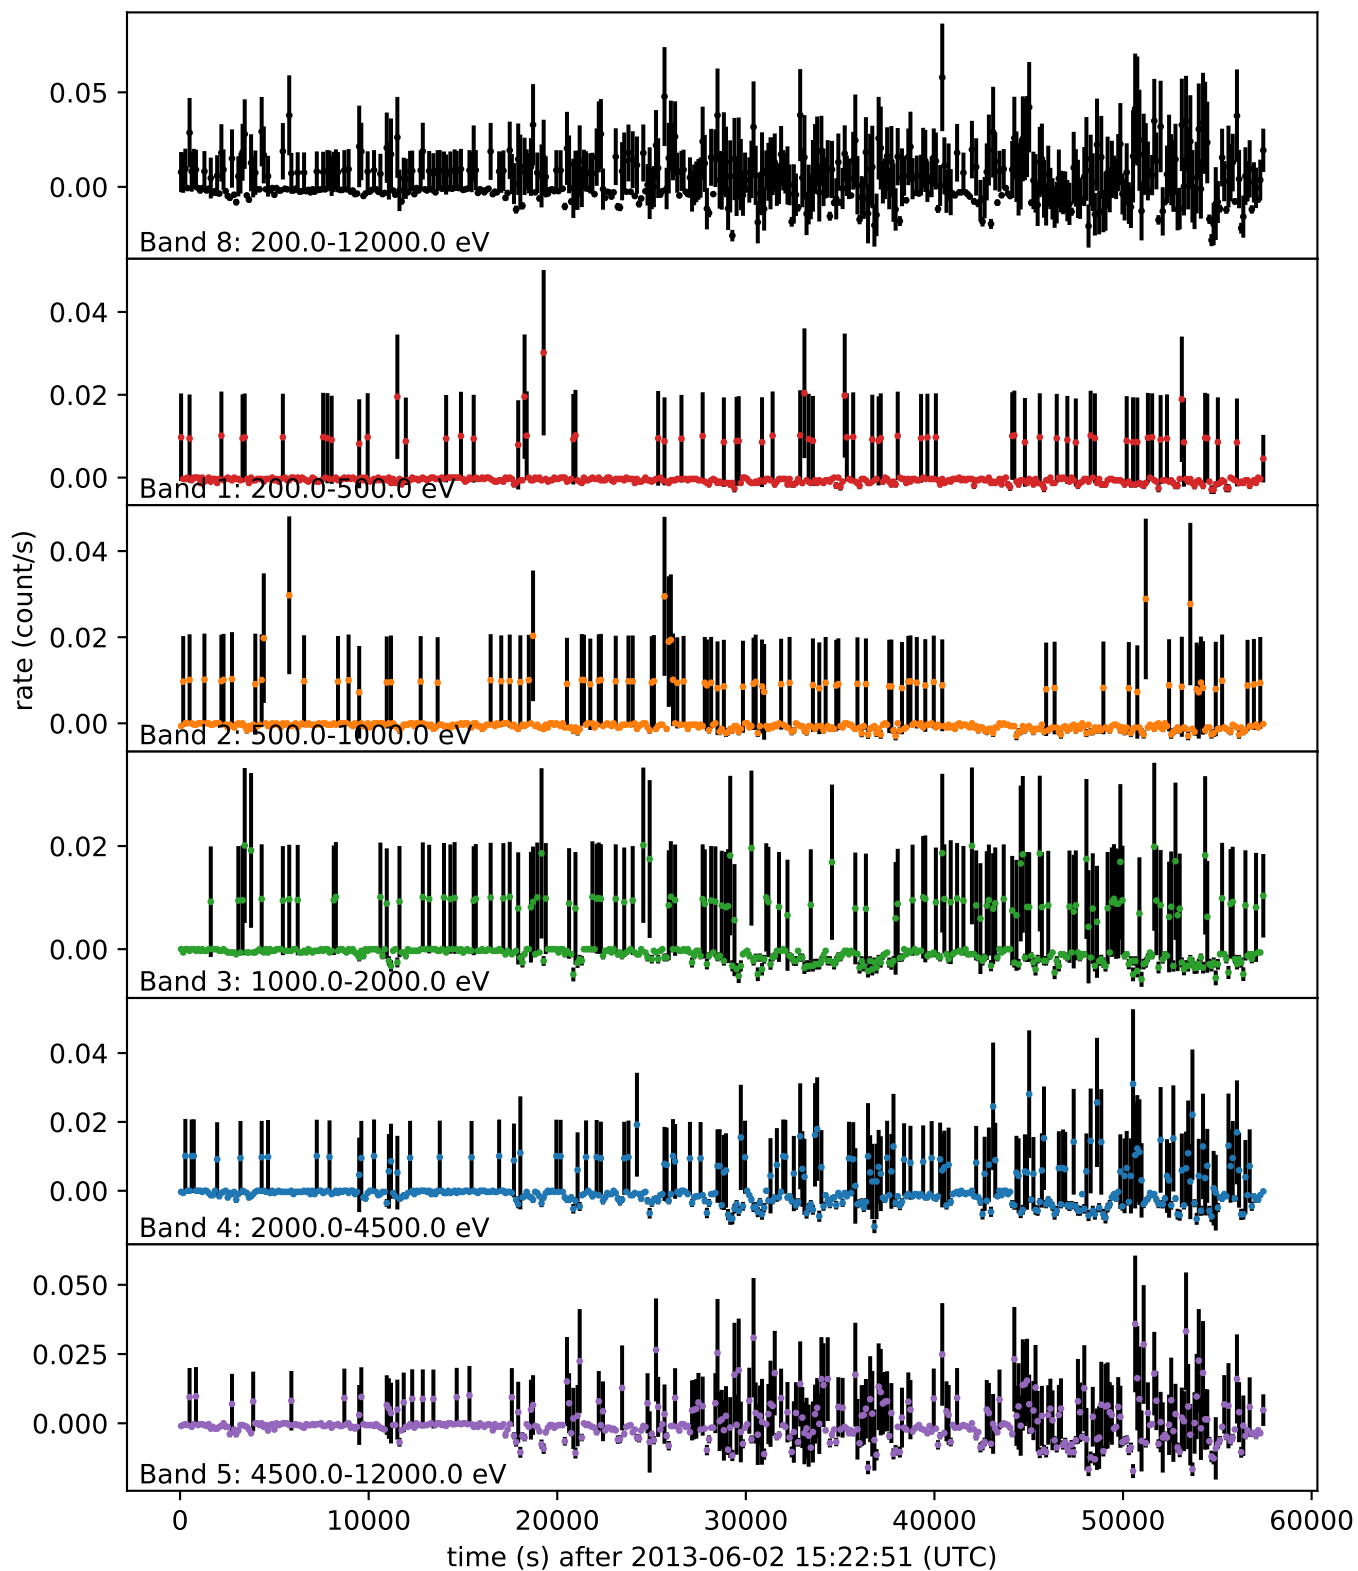 0.05
0.00
Band 8: 200.0-12000.0 eV
0.04
0.02
0.00
Band 1: 200.0-500.0 eV
rate (count/s)
0.04
0.02
0.00
Band 2: 500.0-1000.0 eV
0.02
0.00
Band 3: 1000.0-2000.0 eV
0.04
0.02
0.00
Band 4: 2000.0-4500.0 eV
0.050
0.025
0.000
Band 5: 4500.0-12000.0 eV
0 10000 20000 30000 40000 50000 60000
time (s) after 2013-06-02 15:22:51 (UTC)